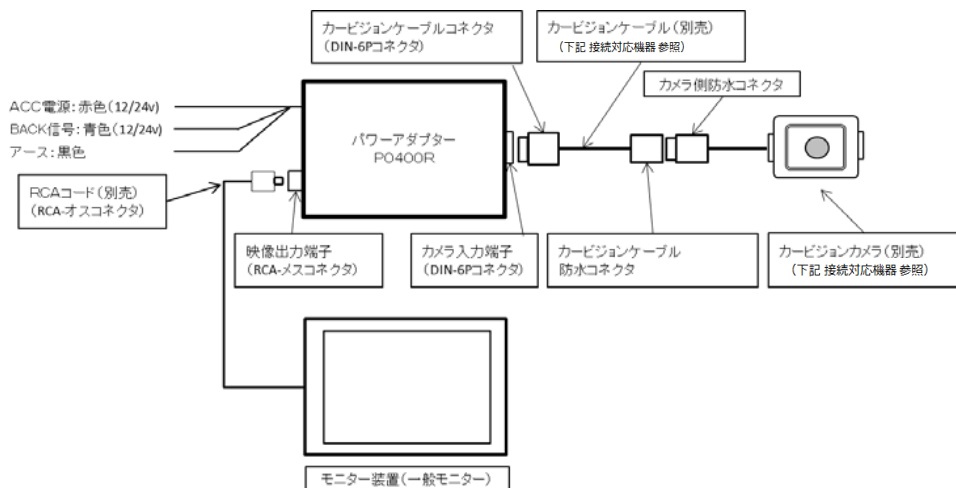 カービジョンケーブルコネクタ
(DIN-6Pコネクタ)
カービジョンケーブル(別売)
(下記 接続対応機器 参照)
カメラ側防水コネクタ
ACC電源:赤色(12/24v)
BACK信号:青色(12/24v)
アース:黒色
パワーアダプター
PO400R
RCAコード(別売)
(RCA-オスコネクタ)
映像出力端子
(RCA-メスコネクタ)
カメラ入力端子
(DIN-6Pコネクタ)
カービジョンケーブル
防水コネクタ
カービジョンカメラ(別売)
(下記 接続対応機器 参照)
モニター装置(一般モニター)